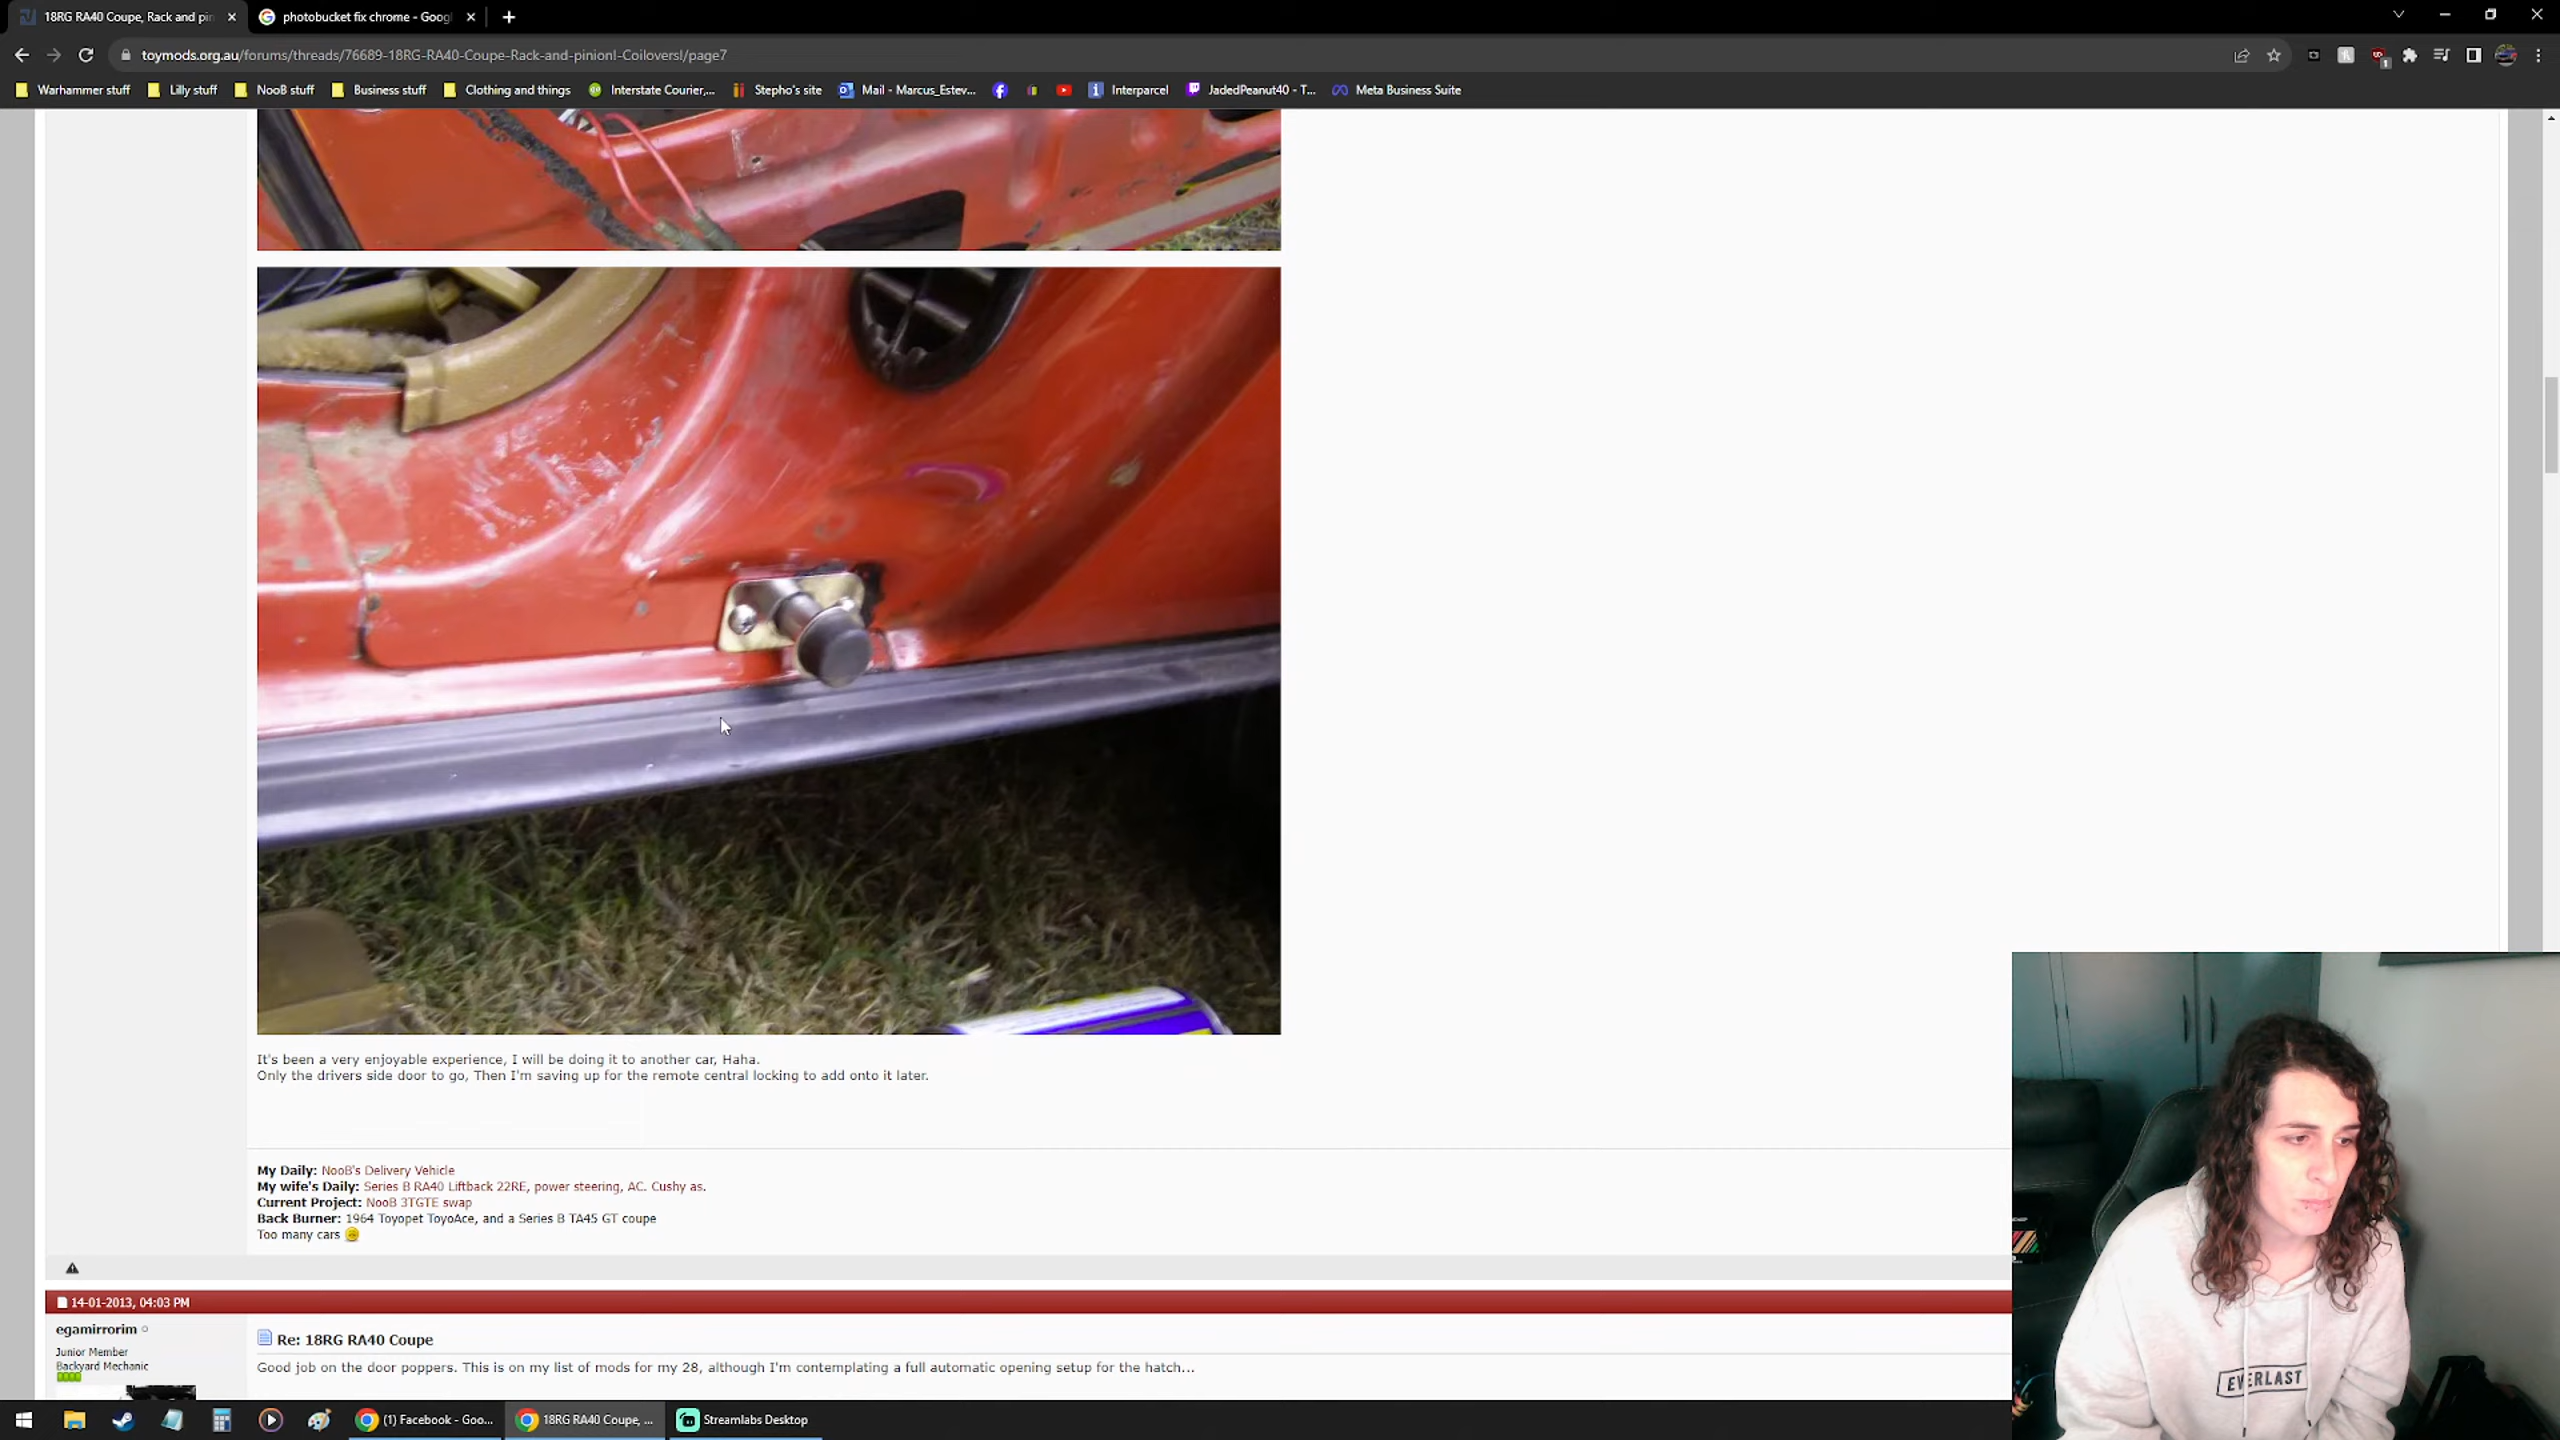 18RG RA40 Coupe, Rack and pin
photobucket fix chrome - Googl
toymods.org.au/forums/threads/76689-18RG-RA40-Coupe-Rack-and-pinion!-Coilovers!/page7
Warhammer stuff
Lilly stuff
NooB stuff
Business stuff
Clothing and things
Interstate Courier,...
Stepho's site
Mail - Marcus_Estev...
Interparcel
JadedPeanut40 - T...
Meta Business Suite
It's been a very enjoyable experience, I will be doing it to another car, Haha.
Only the drivers side door to go, Then I'm saving up for the remote central locking to add onto it later.
My Daily: NooB's Delivery Vehicle
My wife's Daily: Series B RA40 Liftback 22RE, power steering, AC. Cushy as.
Current Project: NooB 3TGTE swap
Back Burner: 1964 Toyopet ToyoAce, and a Series B TA45 GT coupe
Too many cars
14-01-2013, 04:03 PM
egamirrorim
Junior Member
Backyard Mechanic
Re: 18RG RA40 Coupe
Good job on the door poppers. This is on my list of mods for my 28, although I'm contemplating a full automatic opening setup for the hatch...
EVERLAST
(1) Facebook - Goo...
18RG RA40 Coupe, ...
Streamlabs Desktop